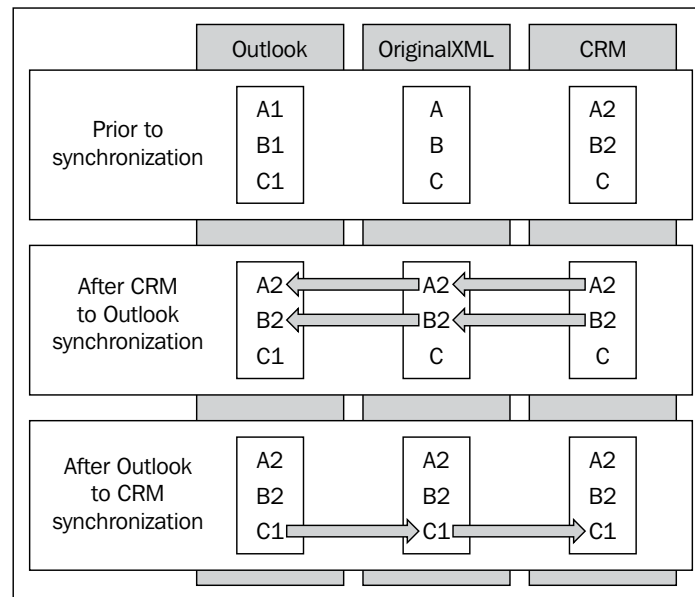 Outlook OriginalXML CRM
Prior to
synchronization
A1 A A2
B1 B B2
C1 C C
After CRM
to Outlook
synchronization
A2 A2 A2
B2 B2 B2
C1 C C
After Outlook
to CRM
synchronization
A2 A2 A2
B2 B2 B2
C1 C1 C1